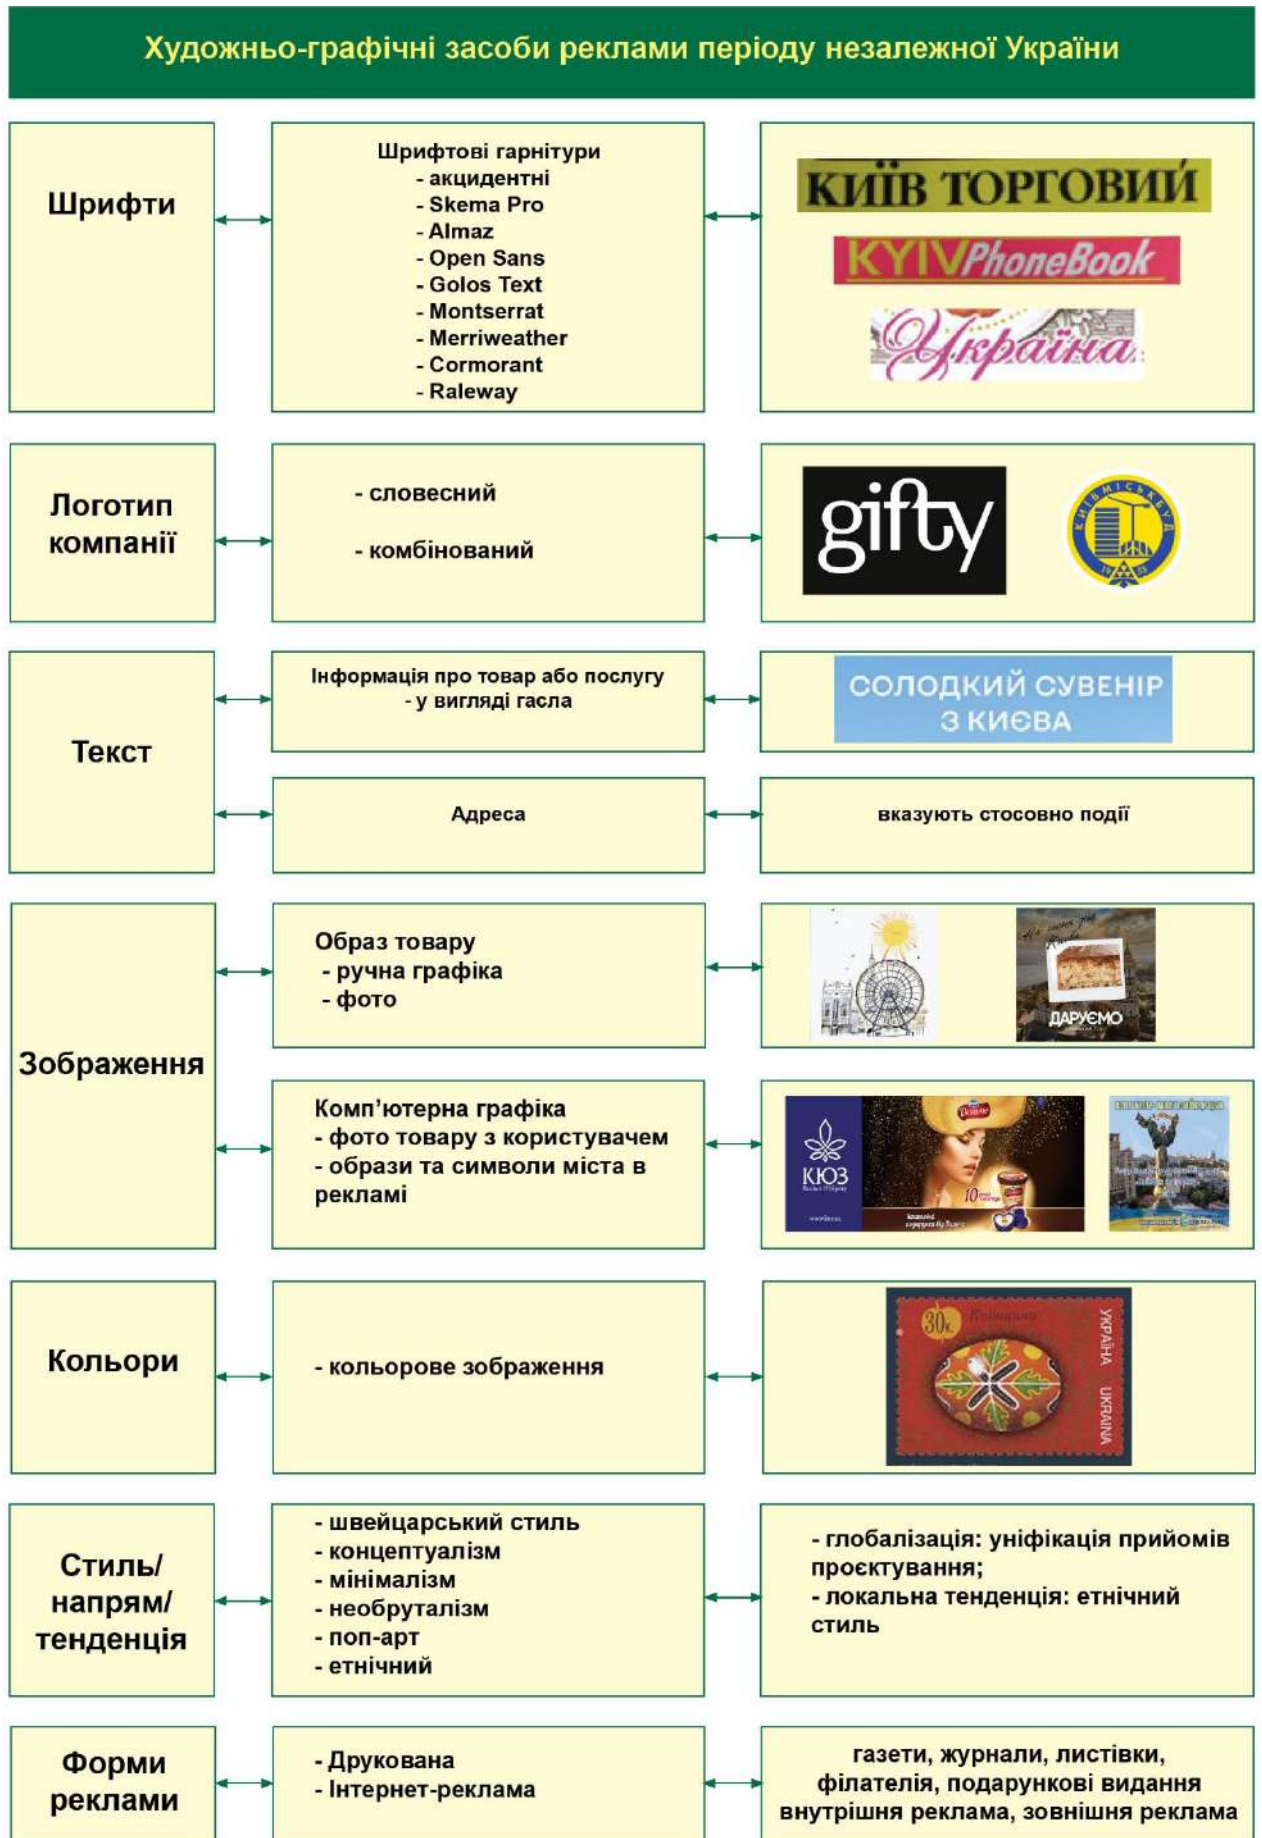 Художньо-графічні засоби реклами періоду незалежної України
Шрифти
Шрифтові гарнітури
- акцидентні
- Skema Pro
- Almaz
- Open Sans
- Golos Text
- Montserrat
- Merriweather
- Cormorant
- Raleway
КИЇВ ТОРГОВИЙ
KYIVPhoneBook
Україна
Логотип
компанії
- словесний
- комбінований
gifty
КИЇВМІСЬКБУД
19 55
Текст
Інформація про товар або послугу
- у вигляді гасла
СОЛОДКИЙ СУВЕНІР
З КИЄВА
Адреса
вказують стосовно події
Зображення
Образ товару
- ручна графіка
- фото
ДАРУЄМО
Комп’ютерна графіка
- фото товару з користувачем
- образи та символи міста в
рекламі
КЮЗ
10
Кольори
- кольорове зображення
30к.
Київщина
УКРАЇНА UKRAINA
Стиль/
напрям/
тенденція
- швейцарський стиль
- концептуалізм
- мінімалізм
- необруталізм
- поп-арт
- етнічний
- глобалізація: уніфікація прийомів
проєктування;
- локальна тенденція: етнічний
стиль
Форми
реклами
- Друкована
- Інтернет-реклама
газети, журнали, листівки,
філателія, подарункові видання
внутрішня реклама, зовнішня реклама